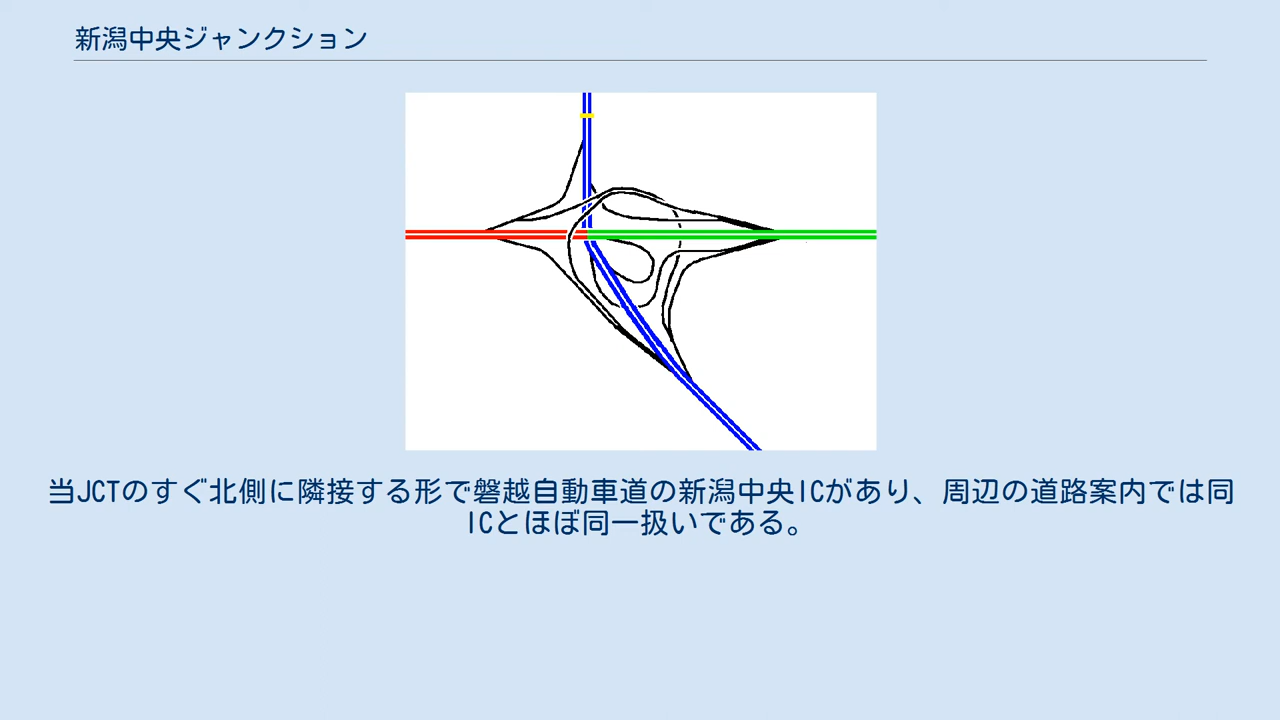 新潟中央ジャンクション
当JCTのすぐ北側に隣接する形で磐越自動車道の新潟中央ICがあり、周辺の道路案内では同
ICとほぼ同一扱いである。